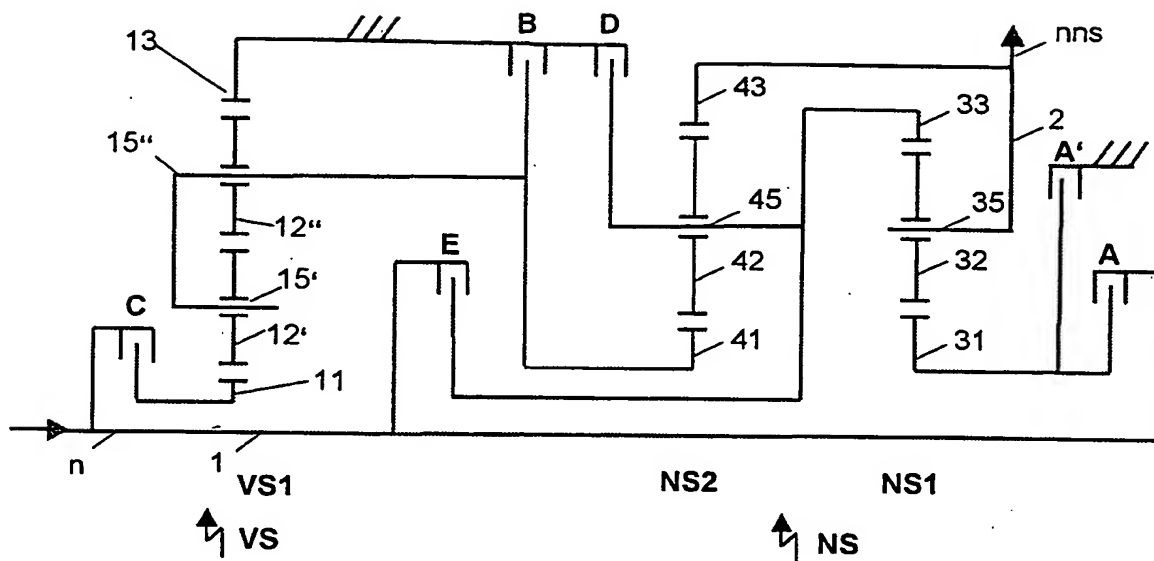 B D nns
13 43 33 2
A'
15" 45 35
12" E 42 32 A
C 15'
12' 41 31
11
n 1
VS1 NS2 NS1
VS NS